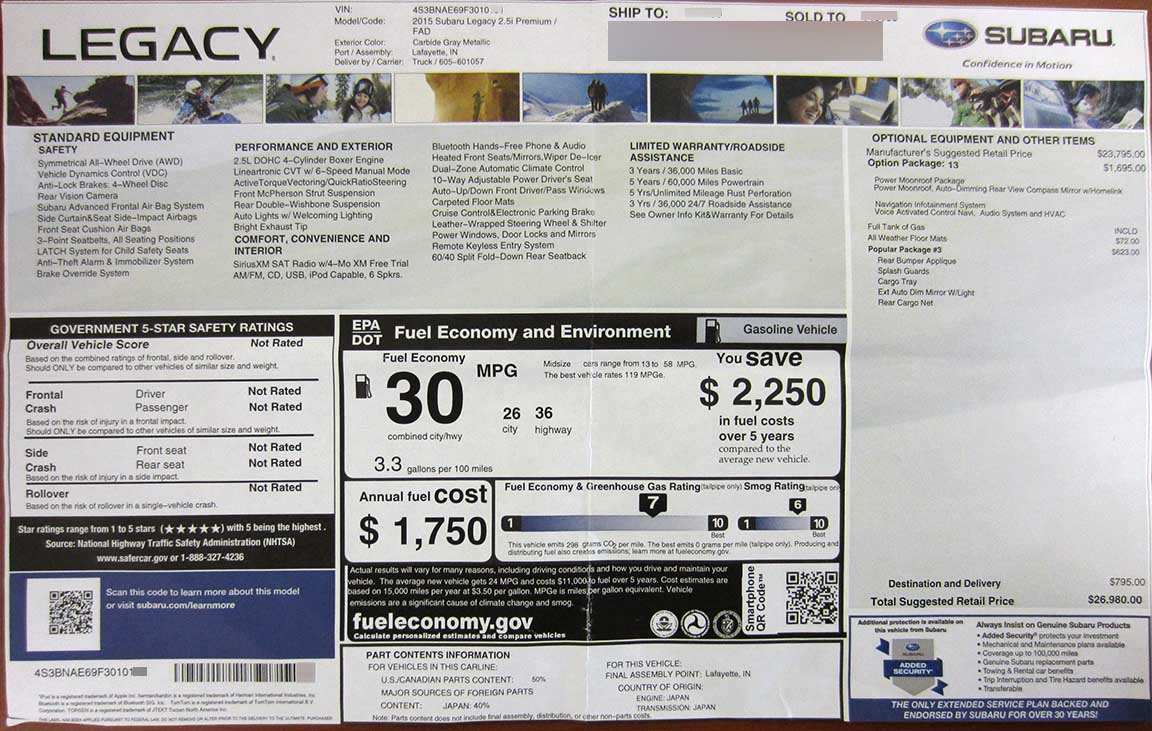 LEGACY
VIN: 4S3BNAE69F3010
Model/Code: 2015 Subaru Legacy 2.5i Premium /
FAD
Exterior Color: Carbide Gray Metallic
Port / Assembly: Lafayette, IN
Deliver by / Carrier: Truck / 605-601057
SHIP TO:
SOLD TO
SUBARU.
Confidence in Motion
STANDARD EQUIPMENT
SAFETY
Symmetrical All-Wheel Drive (AWD)
Vehicle Dynamics Control (VDC)
Anti-Lock Brakes: 4-Wheel Disc
Rear Vision Camera
Subaru Advanced Frontal Air Bag System
Side Curtain&Seat Side-Impact Airbags
Front Seat Cushion Air Bags
3-Point Seatbelts, All Seating Positions
LATCH System for Child Safety Seats
Anti-Theft Alarm & Immobilizer System
Brake Override System
PERFORMANCE AND EXTERIOR
2.5L DOHC 4-Cylinder Boxer Engine
Lineartronic CVT w/ 6-Speed Manual Mode
ActiveTorqueVectoring/QuickRatioSteering
Front McPherson Strut Suspension
Rear Double-Wishbone Suspension
Auto Lights w/ Welcoming Lighting
Bright Exhaust Tip
COMFORT, CONVENIENCE AND
INTERIOR
SiriusXM SAT Radio w/4-Mo XM Free Trial
AM/FM, CD, USB, iPod Capable, 6 Spkrs.
Bluetooth Hands-Free Phone & Audio
Heated Front Seats/Mirrors,Wiper De-Icer
Dual-Zone Automatic Climate Control
10-Way Adjustable Power Driver's Seat
Auto-Up/Down Front Driver/Pass Windows
Carpeted Floor Mats
Cruise Control&Electronic Parking Brake
Leather-Wrapped Steering Wheel & Shifter
Power Windows, Door Locks and Mirrors
Remote Keyless Entry System
60/40 Split Fold-Down Rear Seatback
LIMITED WARRANTY/ROADSIDE
ASSISTANCE
3 Years / 36,000 Miles Basic
5 Years / 60,000 Miles Powertrain
5 Yrs/Unlimited Mileage Rust Perforation
3 Yrs / 36,000 24/7 Roadside Assistance
See Owner Info Kit&Warranty For Details
OPTIONAL EQUIPMENT AND OTHER ITEMS
Manufacturer's Suggested Retail Price $23,795.00
Option Package: 13 $1,695.00
Power Moonroof Package
Power Moonroof, Auto-Dimming Rear View Compass Mirror w/Homelink
Navigation Infotainment System
Voice Activated Control Navi, Audio System and HVAC
Full Tank of Gas INCLD
All Weather Floor Mats $72.00
Popular Package #3 $623.00
Rear Bumper Applique
Splash Guards
Cargo Tray
Ext Auto Dim Mirror W/Light
Rear Cargo Net
Destination and Delivery $795.00
Total Suggested Retail Price $26,980.00
GOVERNMENT 5-STAR SAFETY RATINGS
Overall Vehicle Score Not Rated
Based on the combined ratings of frontal, side and rollover.
Should ONLY be compared to other vehicles of similar size and weight.
Frontal Driver Not Rated
Crash Passenger Not Rated
Based on the risk of injury in a frontal impact.
Should ONLY be compared to other vehicles of similar size and weight.
Side Front seat Not Rated
Crash Rear seat Not Rated
Based on the risk of injury in a side impact.
Rollover Not Rated
Based on the risk of rollover in a single-vehicle crash.
Star ratings range from 1 to 5 stars (★★★★★) with 5 being the highest .
Source: National Highway Traffic Safety Administration (NHTSA)
www.safercar.gov or 1-888-327-4236
Scan this code to learn more about this model
or visit subaru.com/learnmore
4S3BNAE69F30101
EPA
DOT
Fuel Economy and Environment
Gasoline Vehicle
Fuel Economy
30 MPG
combined city/hwy
26 city
36 highway
3.3 gallons per 100 miles
Midsize cars range from 13 to 58 MPG.
The best vehicle rates 119 MPGe.
You save
$ 2,250
in fuel costs
over 5 years
compared to the
average new vehicle.
Annual fuel cost
$ 1,750
Fuel Economy & Greenhouse Gas Rating (tailpipe only)
7
1 10
Best
Smog Rating (tailpipe only)
6
1 10
Best
This vehicle emits 298 grams CO2 per mile. The best emits 0 grams per mile (tailpipe only). Producing and
distributing fuel also creates emissions; learn more at fueleconomy.gov.
Actual results will vary for many reasons, including driving conditions and how you drive and maintain your
vehicle. The average new vehicle gets 24 MPG and costs $11,000 to fuel over 5 years. Cost estimates are
based on 15,000 miles per year at $3.50 per gallon. MPGe is miles per gallon equivalent. Vehicle
emissions are a significant cause of climate change and smog.
fueleconomy.gov
Calculate personalized estimates and compare vehicles
Smartphone
QR Code™
PART CONTENTS INFORMATION
FOR VEHICLES IN THIS CARLINE:
U.S./CANADIAN PARTS CONTENT: 50%
MAJOR SOURCES OF FOREIGN PARTS
CONTENT: JAPAN: 40%
Note: Parts content does not include final assembly, distribution, or other non-parts costs.
FOR THIS VEHICLE:
FINAL ASSEMBLY POINT: Lafayette, IN
COUNTRY OF ORIGIN:
ENGINE: JAPAN
TRANSMISSION: JAPAN
Additional protection is available on
this vehicle from Subaru
SUBARU
ADDED
SECURITY
Always Insist on Genuine Subaru Products
• Added Security® protects your investment
• Mechanical and Maintenance plans available
• Coverage up to 100,000 miles
• Genuine Subaru replacement parts
• Towing & Rental car benefits
• Trip Interruption and Tire Hazard benefits available
• Transferable
THE ONLY EXTENDED SERVICE PLAN BACKED AND
ENDORSED BY SUBARU FOR OVER 30 YEARS!